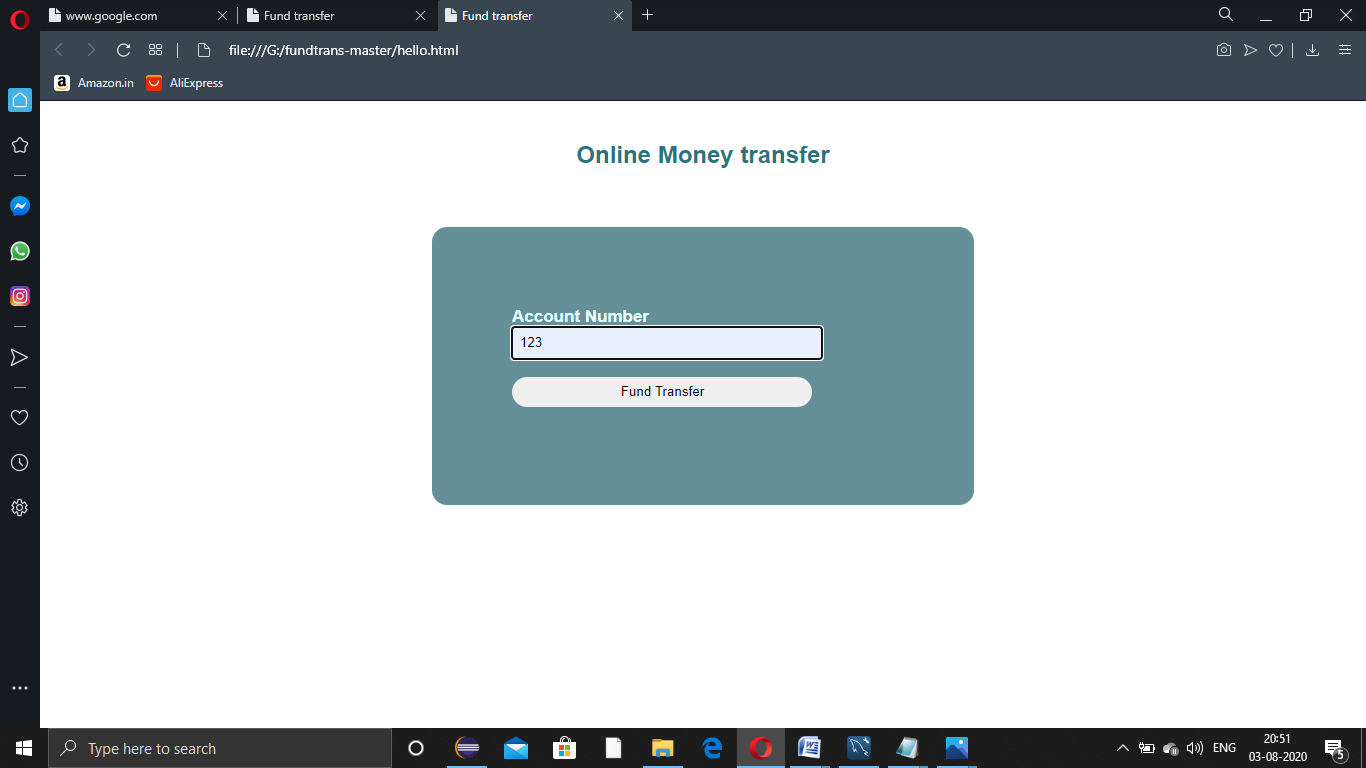 www.google.com
Fund transfer
Fund transfer
file:///G:/fundtrans-master/hello.html
Amazon.in
AliExpress
Online Money transfer
Account Number
123
Fund Transfer
Type here to search
ENG
20:51
03-08-2020
5